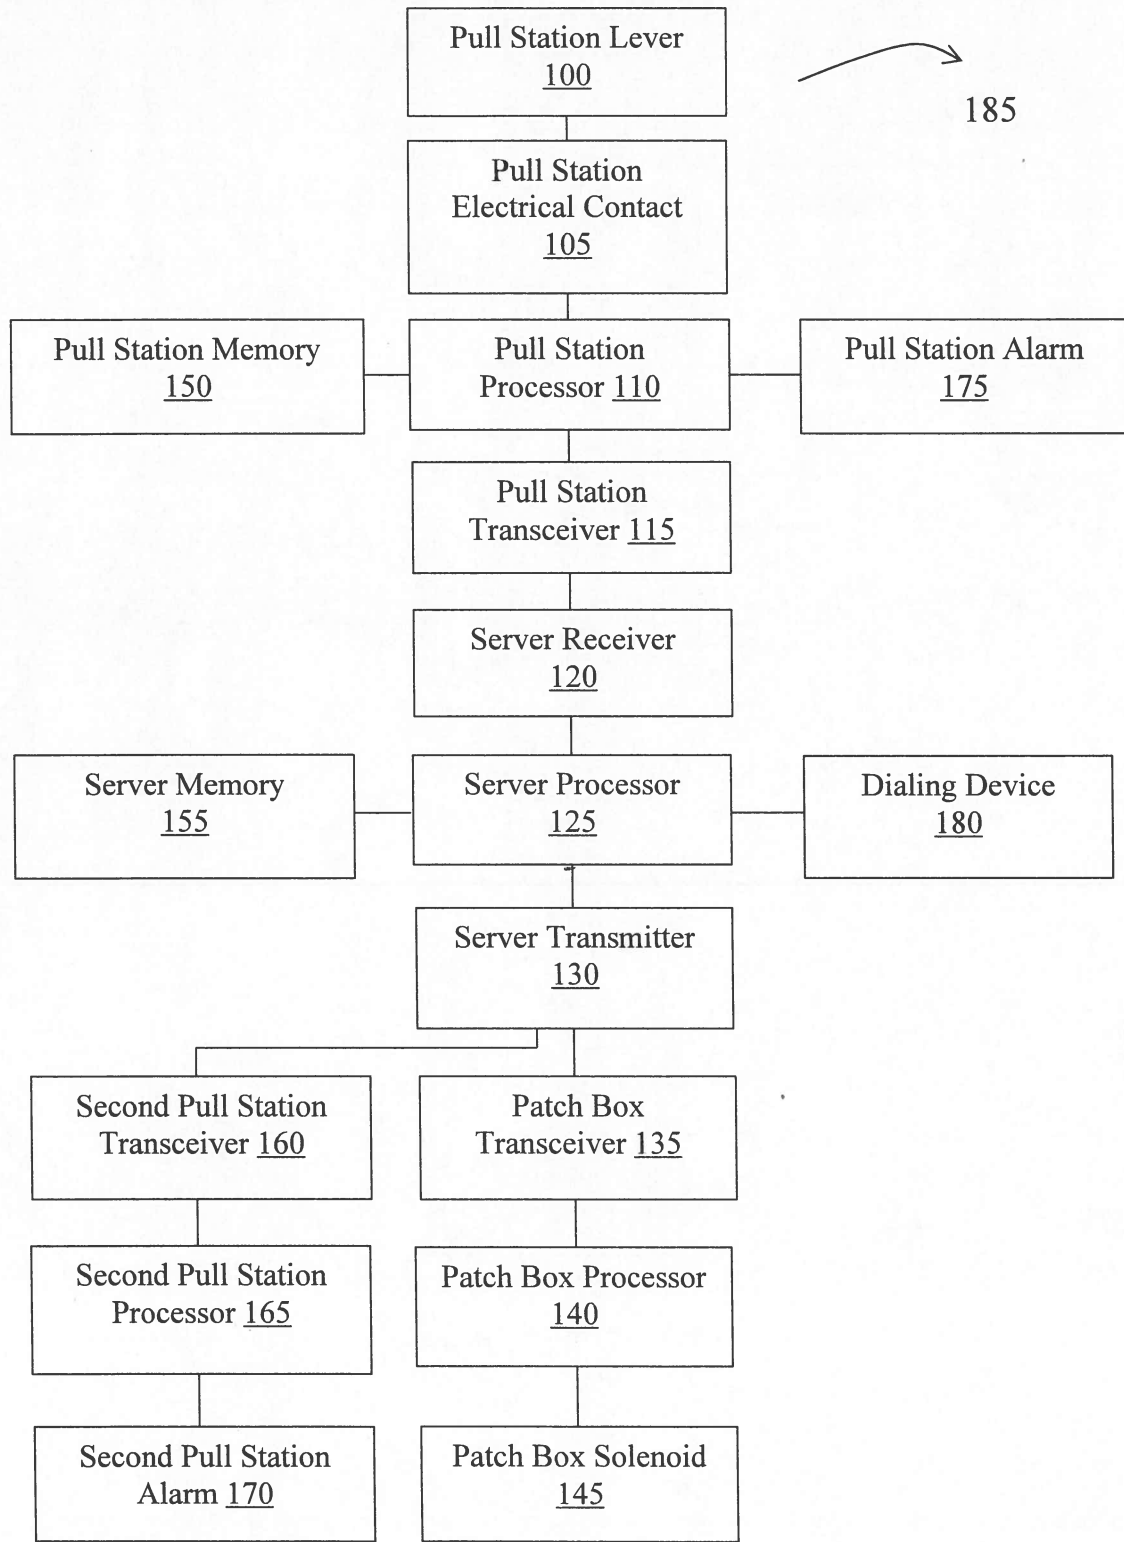 Pull Station Lever
100
185
Pull Station
Electrical Contact
105
Pull Station Memory
150
Pull Station
Processor 110
Pull Station Alarm
175
Pull Station
Transceiver 115
Server Receiver
120
Server Memory
155
Server Processor
125
Dialing Device
180
Server Transmitter
130
Second Pull Station
Transceiver 160
Patch Box
Transceiver 135
Second Pull Station
Processor 165
Patch Box Processor
140
Second Pull Station
Alarm 170
Patch Box Solenoid
145